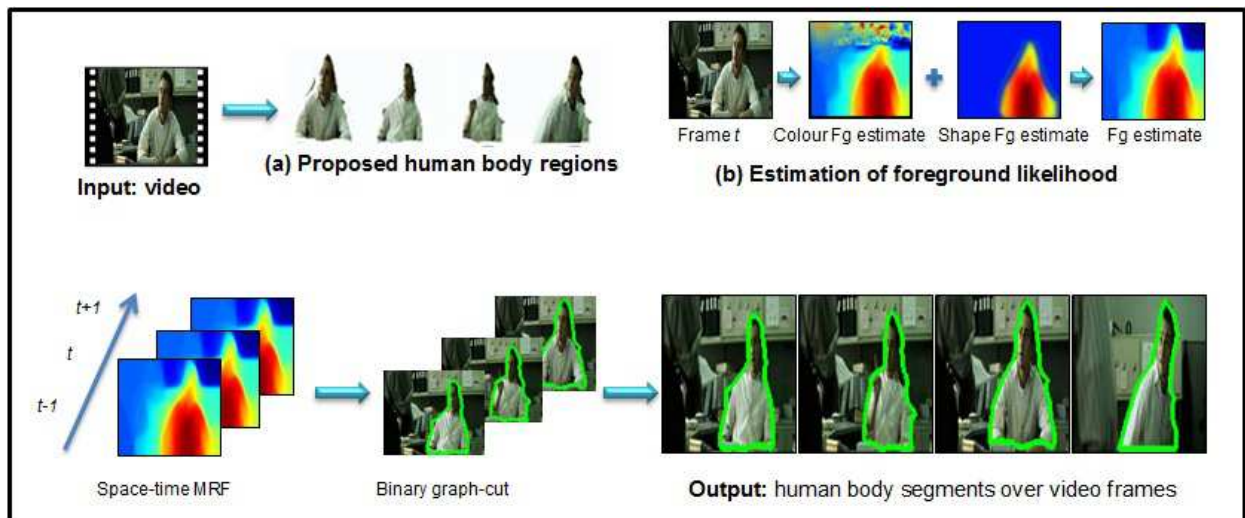 Input: video
(a) Proposed human body regions
Frame t
Colour Fg estimate
Shape Fg estimate
Fg estimate
(b) Estimation of foreground likelihood
t+1
t
t-1
Space-time MRF
Binary graph-cut
Output: human body segments over video frames